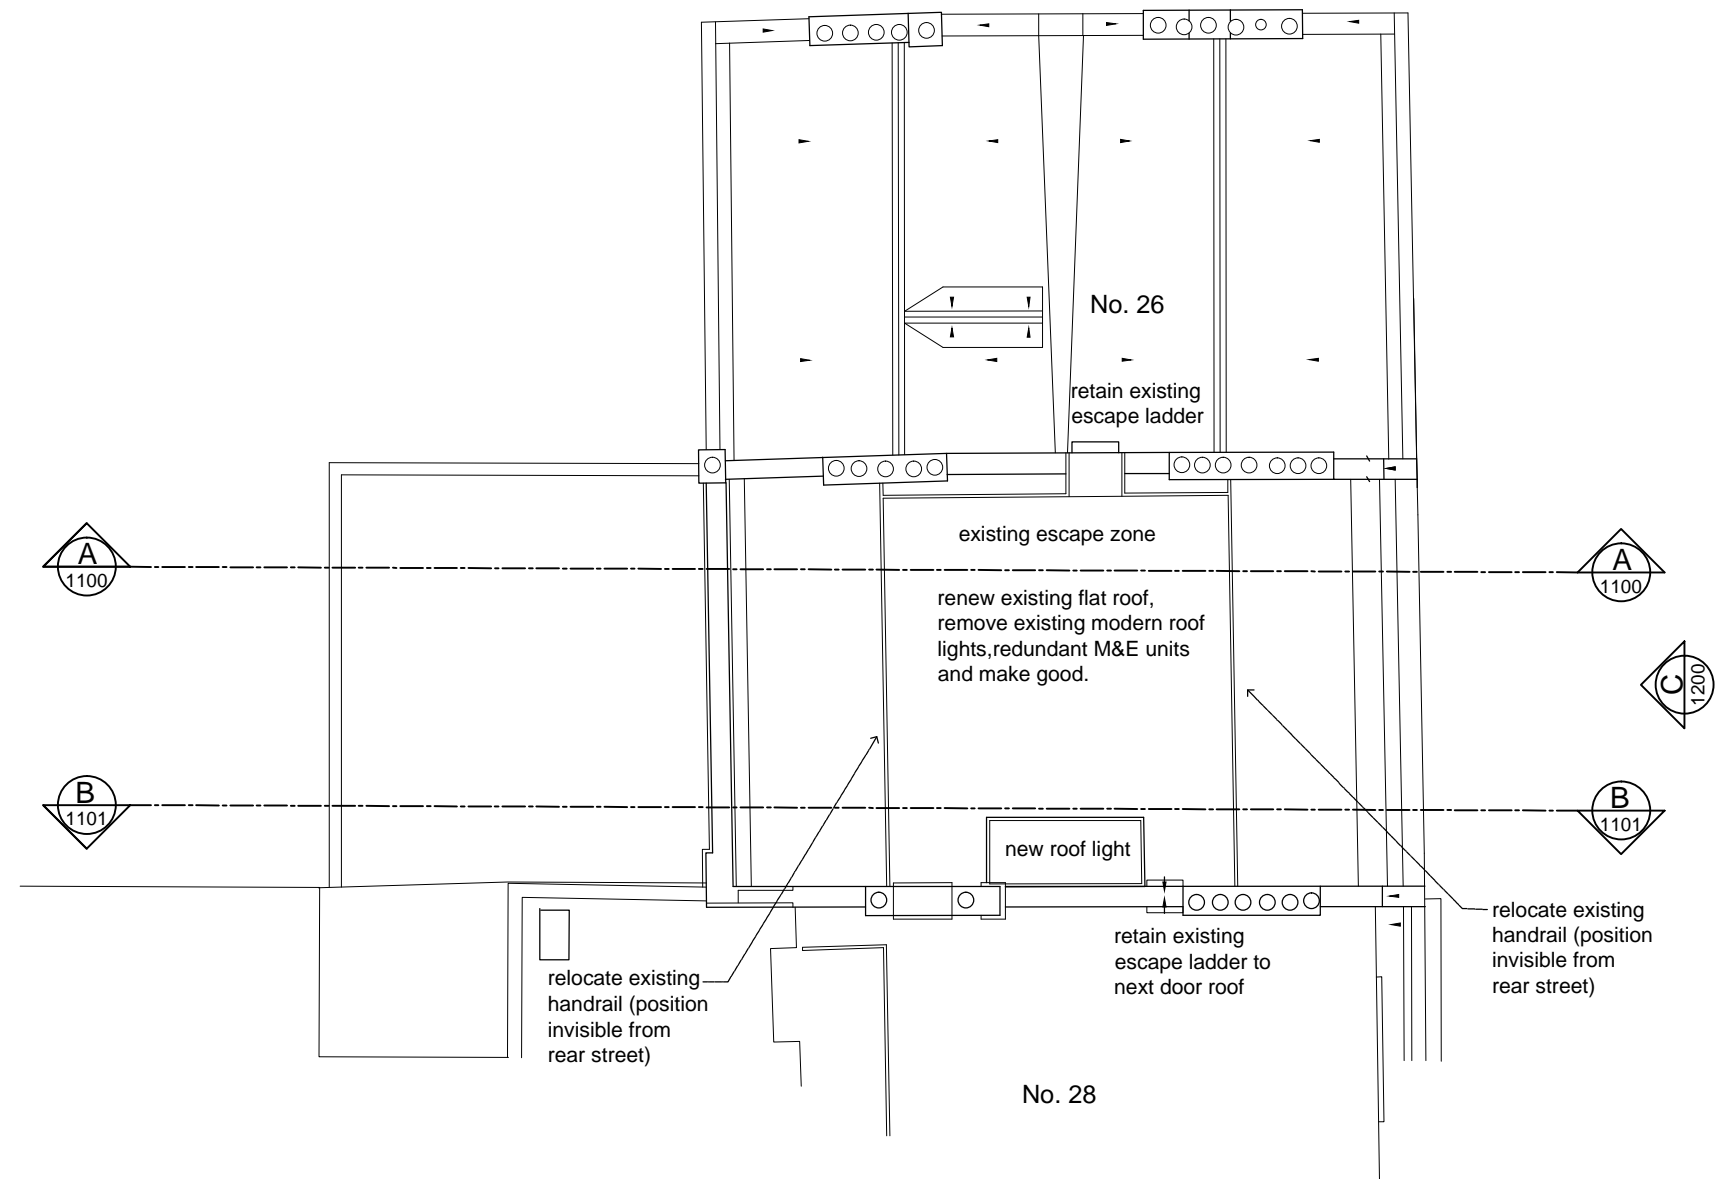 No. 26
retain existing
escape ladder
existing escape zone
A
1100
A
1100
renew existing flat roof,
remove existing modern roof
lights,redundant M&E units
and make good.
C
1200
B
1101
B
1101
new roof light
relocate existing
handrail (position
invisible from
rear street)
retain existing
escape ladder to
next door roof
relocate existing
handrail (position
invisible from
rear street)
No. 28